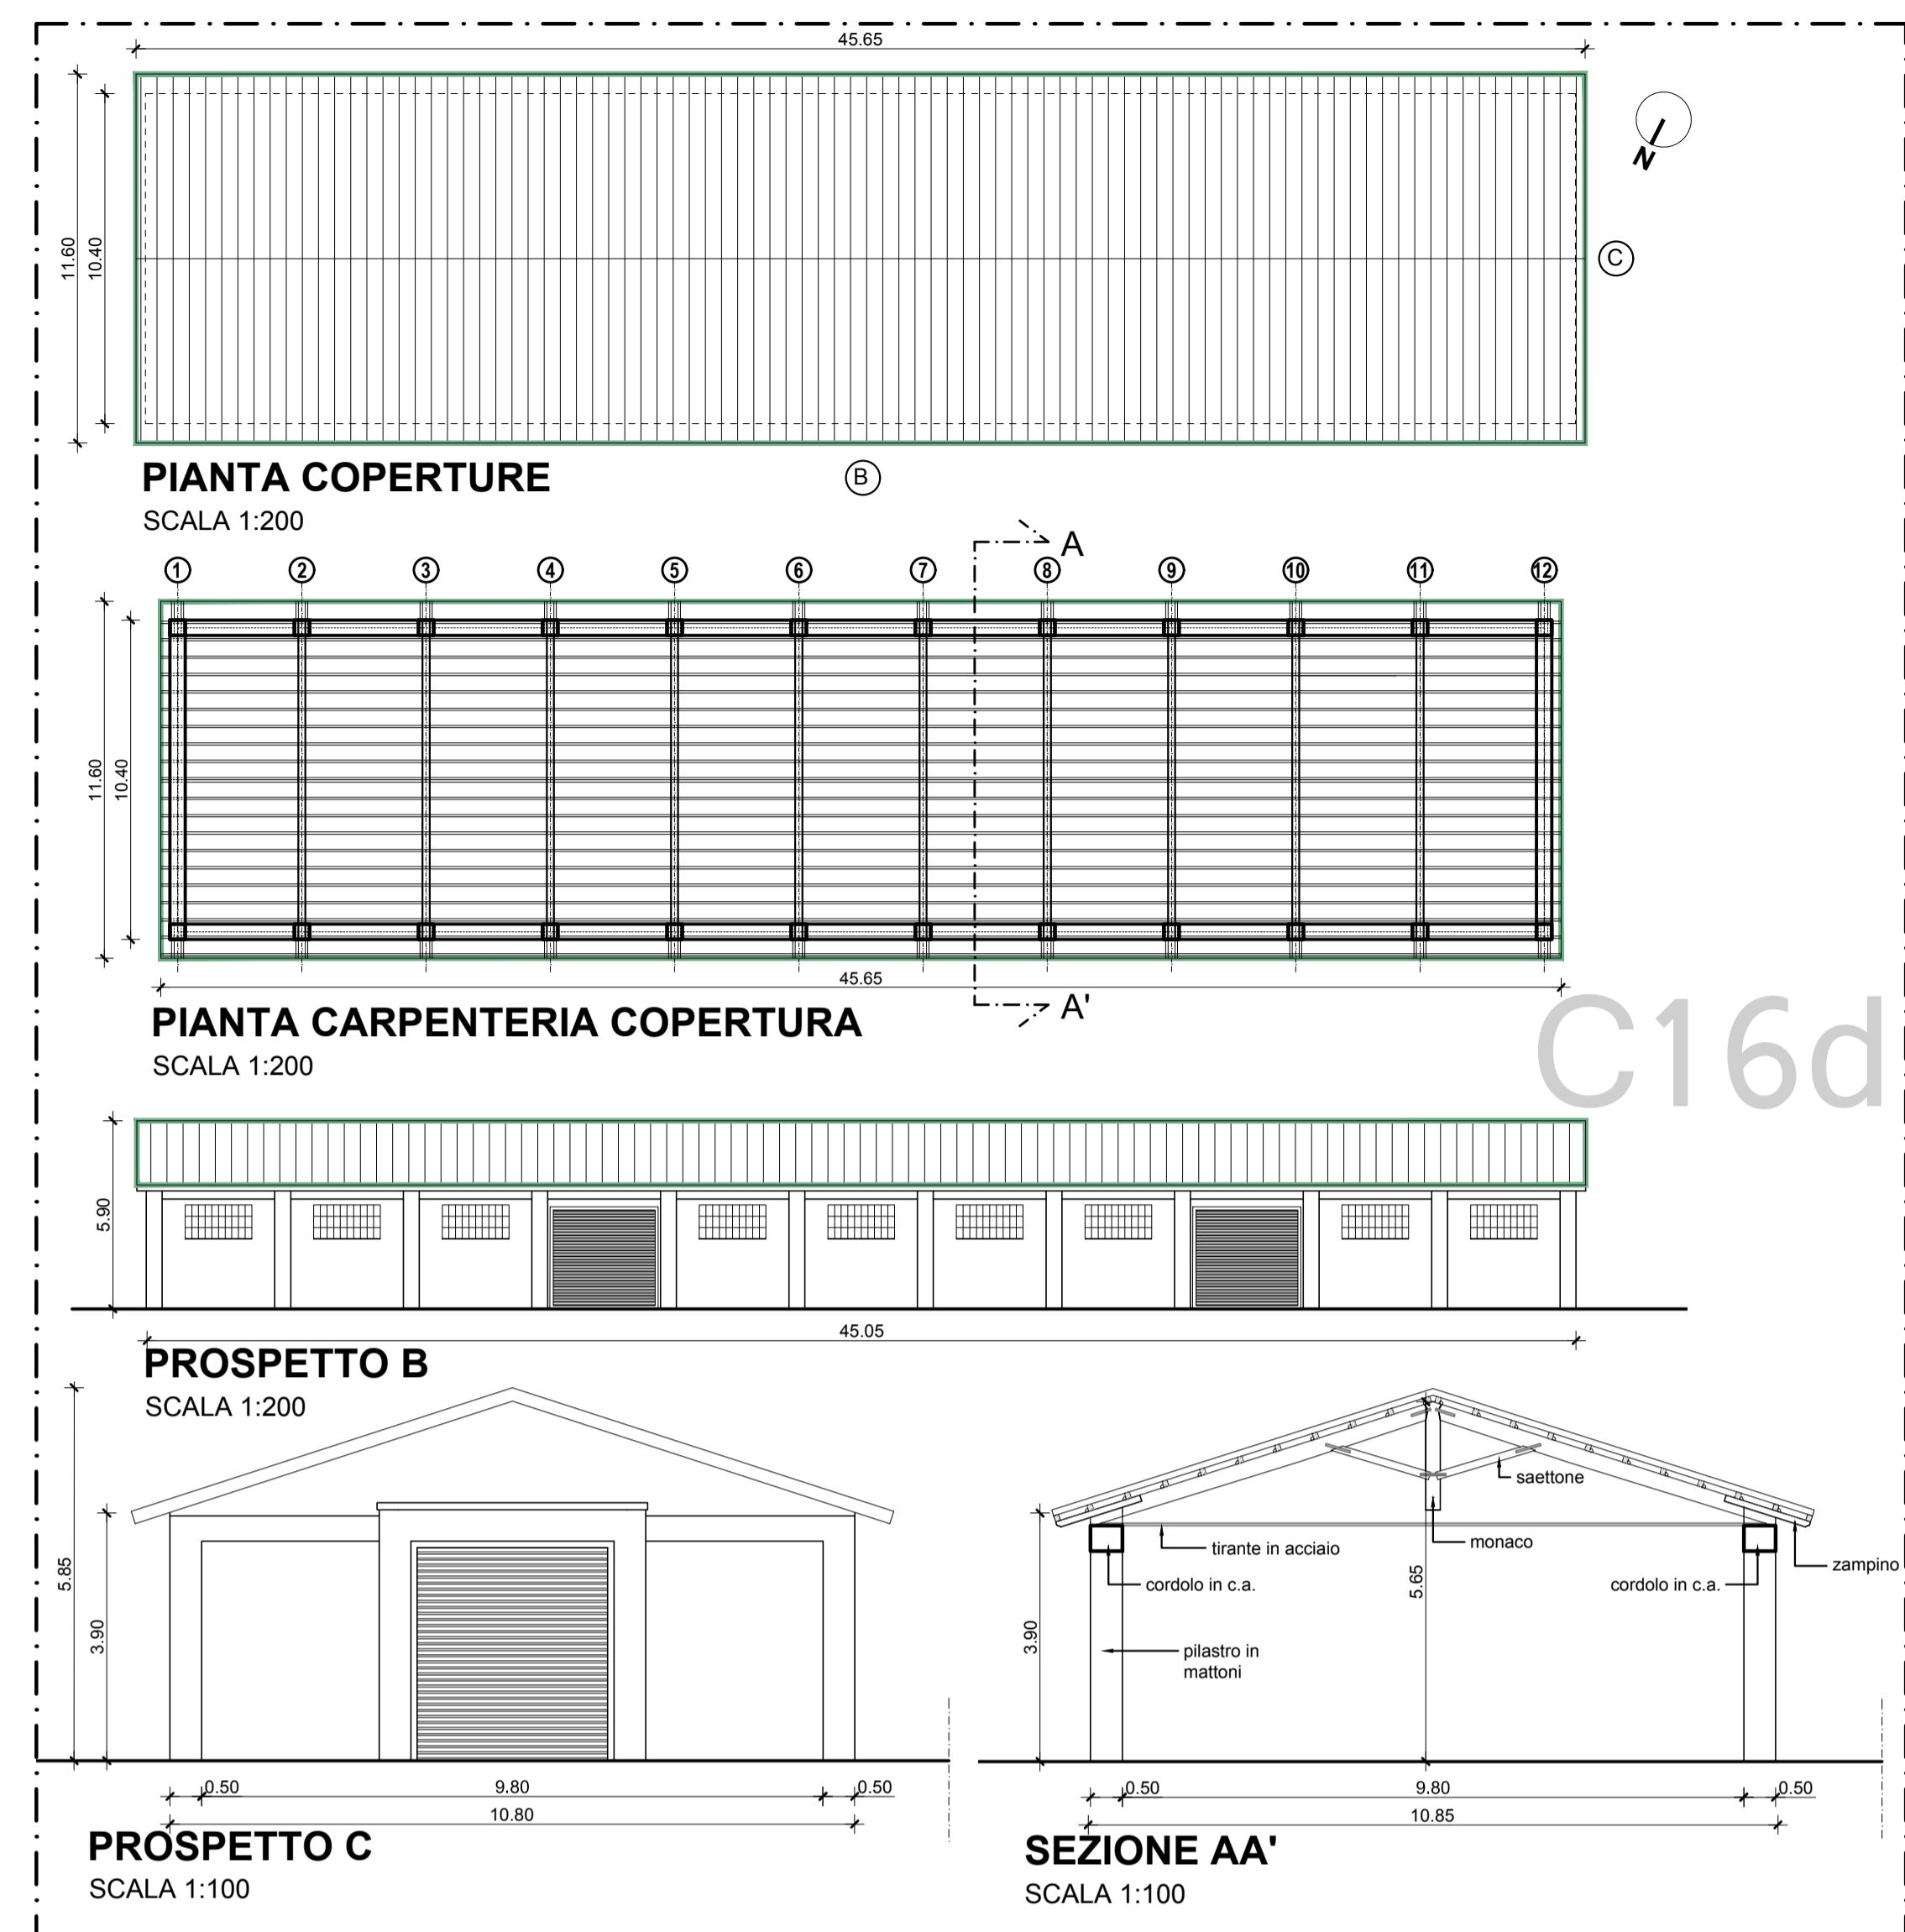 45.65
11.60
10.40
N
C
PIANTA COPERTURE
SCALA 1:200
B
A
1 2 3 4 5 6 7 8 9 10 11 12
11.60
10.40
45.65
A'
PIANTA CARPENTERIA COPERTURA
SCALA 1:200
C16d
5.90
45.05
PROSPETTO B
SCALA 1:200
5.85
3.90
0.50 9.80 0.50
10.80
PROSPETTO C
SCALA 1:100
saettone
monaco
tirante in acciaio
zampino
cordolo in c.a.
cordolo in c.a.
5.65
3.90
pilastro in
mattoni
0.50 9.80 0.50
10.85
SEZIONE AA'
SCALA 1:100